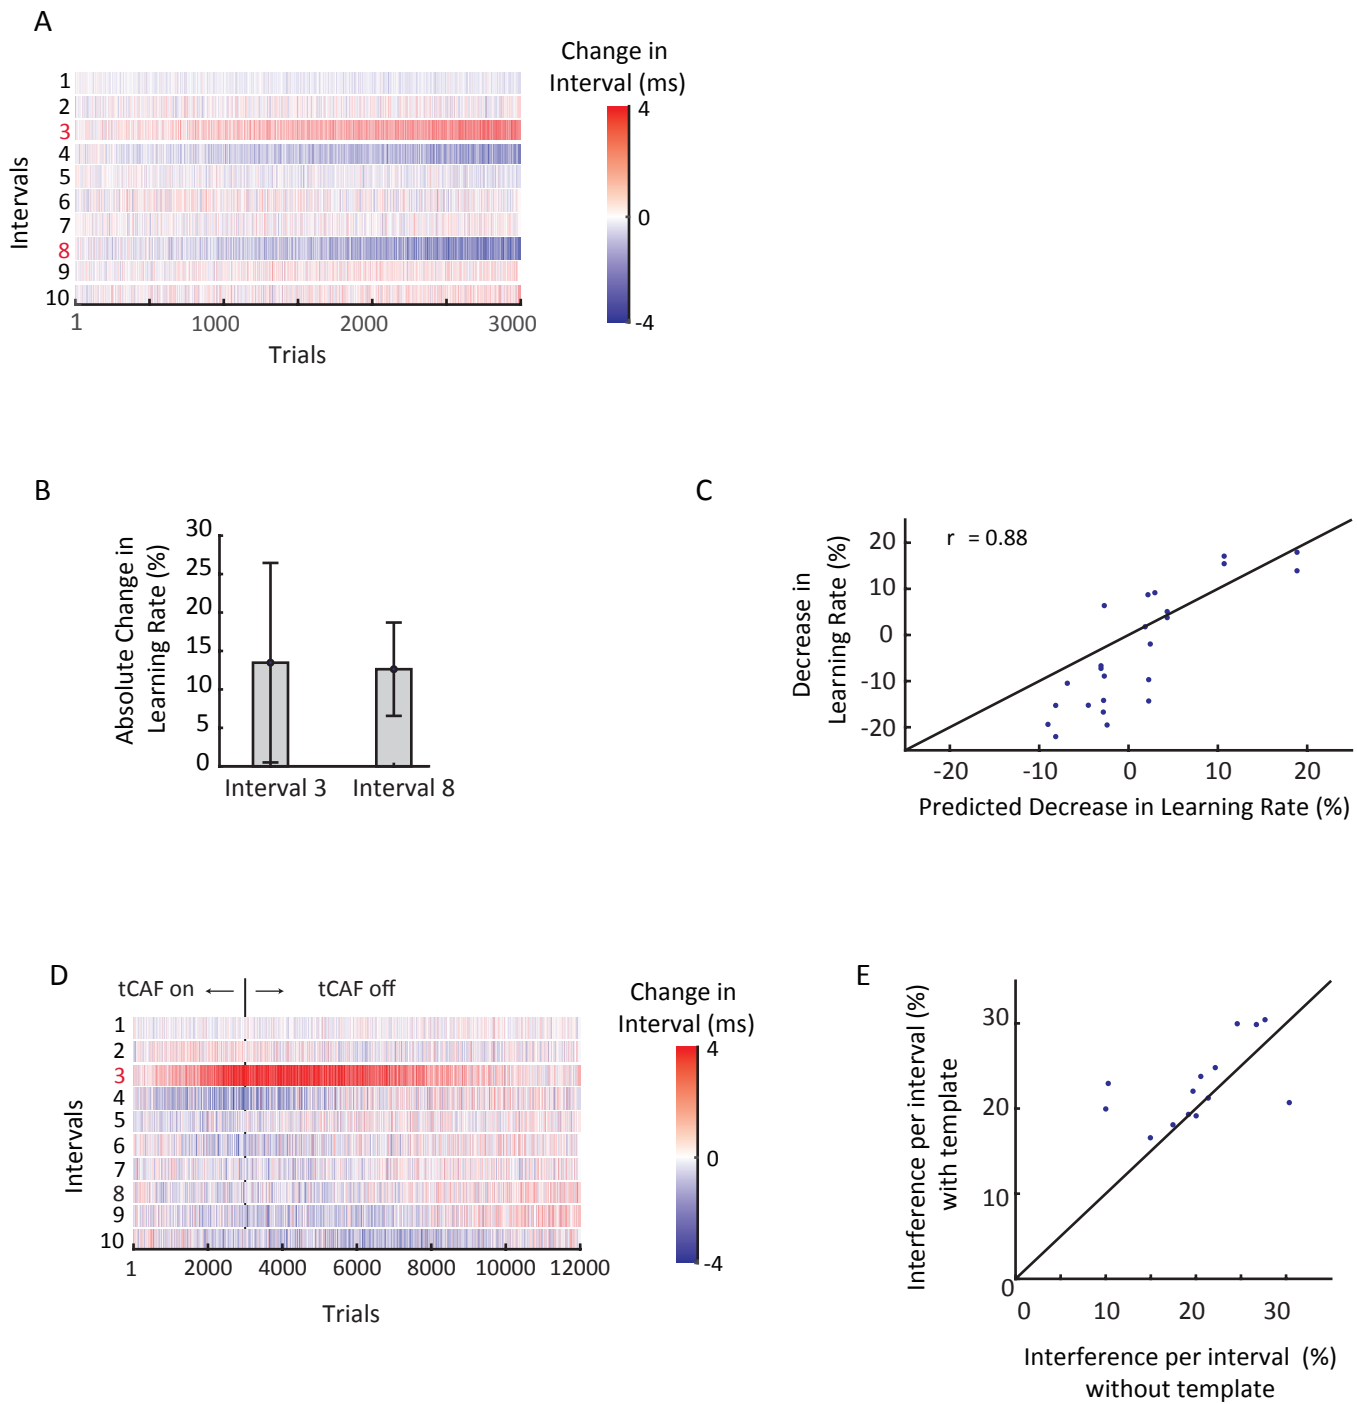 A
Change in
Interval (ms)
Intervals
1
2
3
4
5
6
7
8
9
10
1 1000 2000 3000
Trials
4
0
-4
B
Absolute Change in
Learning Rate (%)
30
25
20
15
10
5
0
Interval 3 Interval 8
C
r = 0.88
Decrease in
Learning Rate (%)
20
10
0
-10
-20
-20 -10 0 10 20
Predicted Decrease in Learning Rate (%)
D
tCAF on tCAF off
Change in
Interval (ms)
Intervals
1
2
3
4
5
6
7
8
9
10
1 2000 4000 6000 8000 10000 12000
Trials
4
0
-4
E
Interference per interval (%)
with template
30
20
10
0
0 10 20 30
Interference per interval (%)
without template